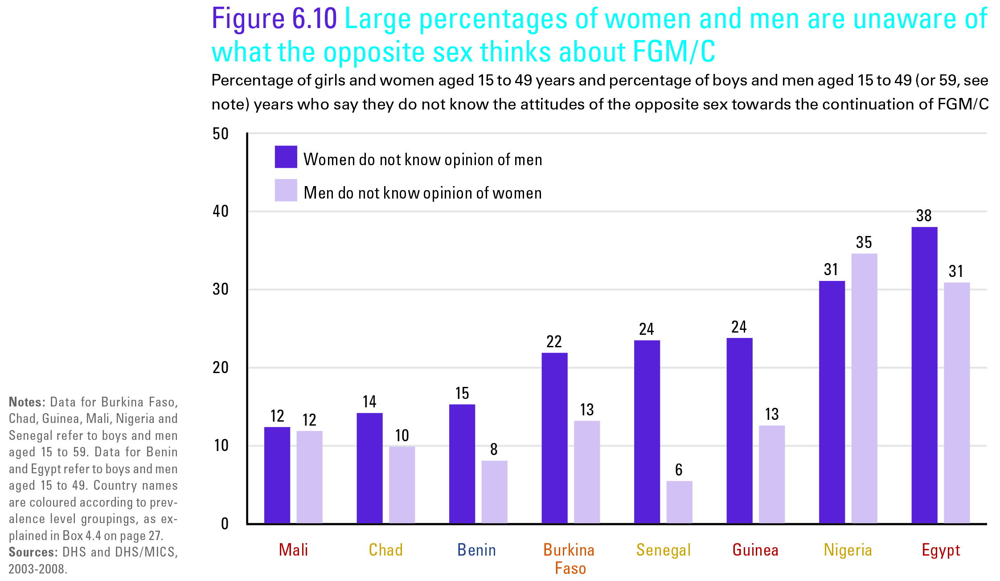 Figure 6.10 Large percentages of women and men are unaware of
what the opposite sex thinks about FGM/C
Percentage of girls and women aged 15 to 49 years and percentage of boys and men aged 15 to 49 (or 59, see
note) years who say they do not know the attitudes of the opposite sex towards the continuation of FGM/C
50
Women do not know opinion of men
Men do not know opinion of women
40
38
35
31
31
30
24
24
22
20
15
14
13
13
12
12
10
10
8
6
0
Mali
Chad
Benin
Burkina
Faso
Senegal
Guinea
Nigeria
Egypt
Notes: Data for Burkina Faso,
Chad, Guinea, Mali, Nigeria and
Senegal refer to boys and men
aged 15 to 59. Data for Benin
and Egypt refer to boys and men
aged 15 to 49. Country names
are coloured according to prev-
alence level groupings, as ex-
plained in Box 4.4 on page 27.
Sources: DHS and DHS/MICS,
2003-2008.